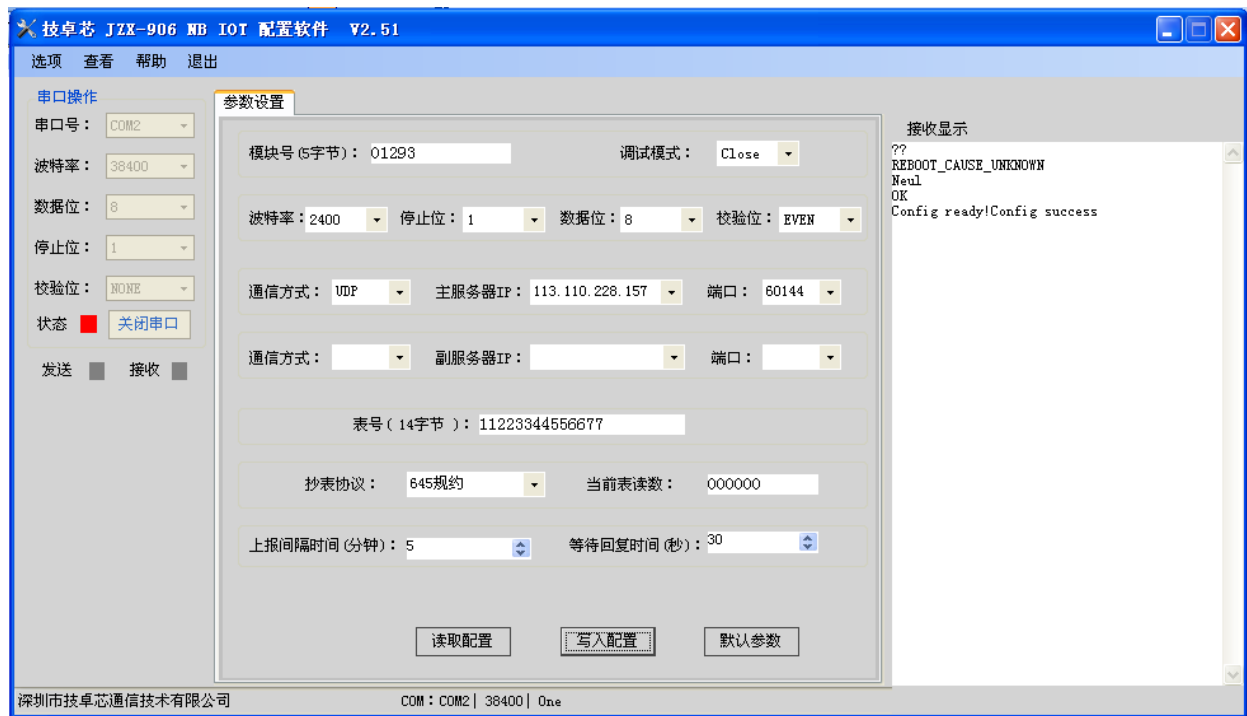 技卓芯 JZX-906 NB IOT 配置软件 V2.51
选项 查看 帮助 退出
串口操作
串口号： COM2
波特率： 38400
数据位： 8
停止位： 1
校验位： NONE
状态 关闭串口
发送 接收
参数设置
模块号(5字节)： 01293 调试模式： Close
波特率： 2400 停止位： 1 数据位： 8 校验位： EVEN
通信方式： UDP 主服务器IP： 113.110.228.157 端口： 60144
通信方式： 副服务器IP： 端口：
表号( 14字节 )： 11223344556677
抄表协议： 645规约 当前表读数： 000000
上报间隔时间(分钟)： 5 等待回复时间(秒)： 30
读取配置 写入配置 默认参数
接收显示
??
REBOOT_CAUSE_UNKNOWN
Neul
OK
Config ready!Config success
深圳市技卓芯通信技术有限公司 COM：COM2| 38400| One